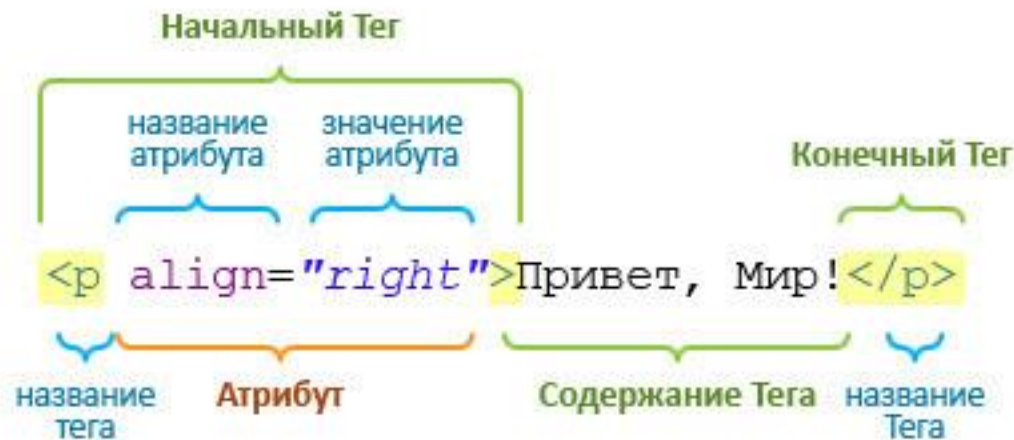 Начальный Тег
название
атрибута
значение
атрибута
Конечный Тег
<p align="right">Привет, Мир!</p>
название
тега
Атрибут
Содержание Тега
название
Тега